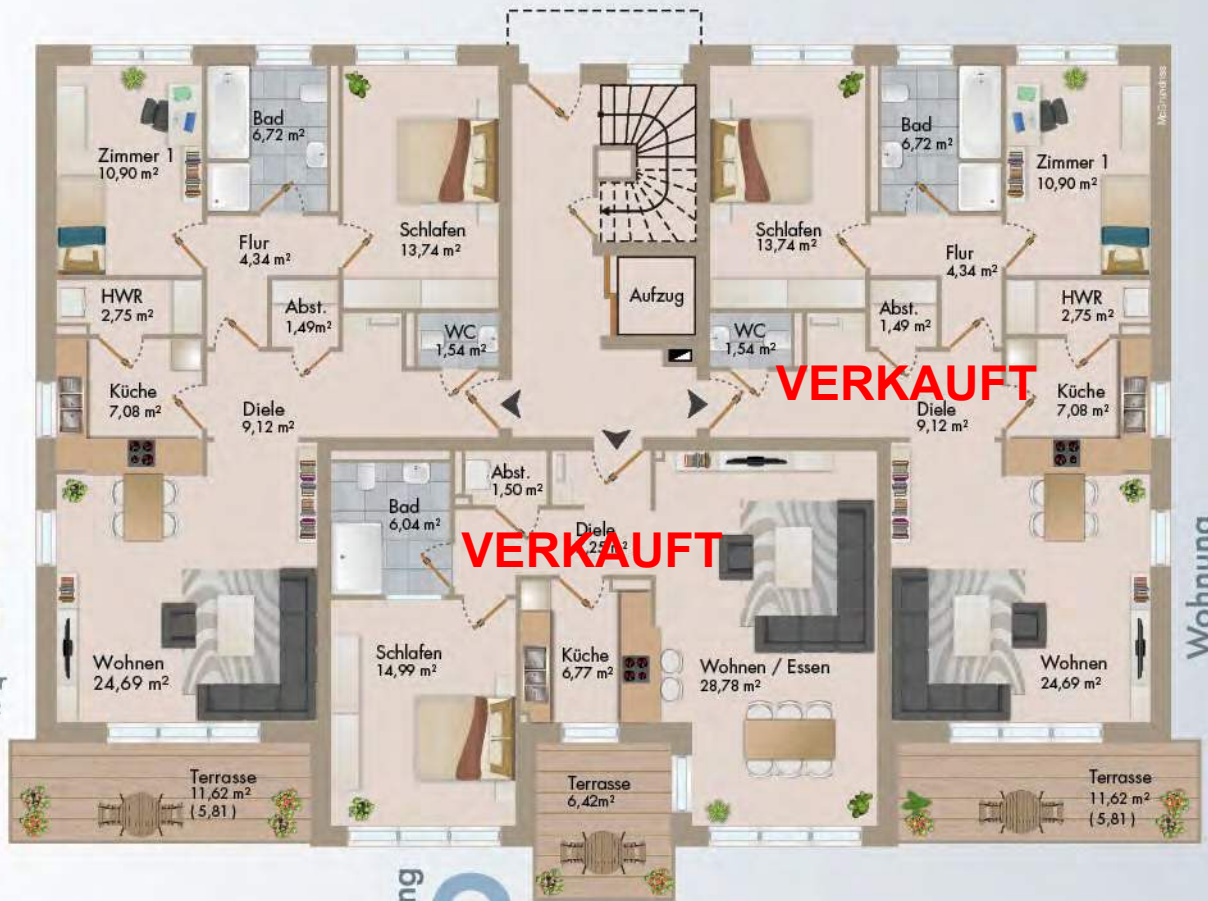 Zimmer 1
10,90 m²
Bad
6,72 m²
Schlafen
13,74 m²
Flur
4,34 m²
HWR
2,75 m²
Abst.
1,49m²
WC
1,54 m²
Küche
7,08 m²
Diele
9,12 m²
Wohnen
24,69 m²
Terrasse
11,62 m²
( 5,81 )
Aufzug
Schlafen
13,74 m²
Bad
6,72 m²
Zimmer 1
10,90 m²
McGrundriss
Flur
4,34 m²
Abst.
1,49 m²
HWR
2,75 m²
WC
1,54 m²
VERKAUFT
Küche
7,08 m²
Diele
9,12 m²
Wohnen
24,69 m²
Terrasse
11,62 m²
( 5,81 )
Wohnung
Bad
6,04 m²
Abst.
1,50 m²
Diele
VERKAUFT
Schlafen
14,99 m²
Küche
6,77 m²
Wohnen / Essen
28,78 m²
Terrasse
6,42m²